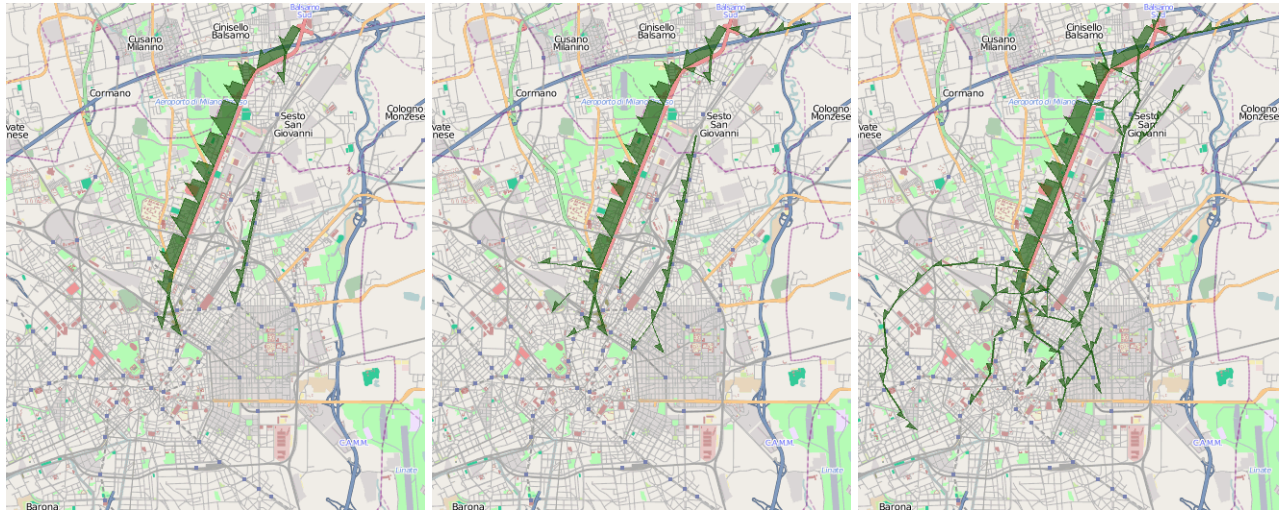 Balsamo
Sud
Cinisello
Balsamo
Cusano
Milanino
Cormano
Aeroporto di Milano
Sesto
San
Giovanni
Cologno
Monzese
vate
nese
C.A.M.M.
Linate
Barona
Balsamo
Sud
Cinisello
Balsamo
Cusano
Milanino
Cormano
Aeroporto di Milano
Sesto
San
Giovanni
Cologno
Monzese
vate
nese
C.A.M.M.
Linate
Barona
Balsamo
Sud
Cinisello
Balsamo
Cusano
Milanino
Cormano
Aeroporto di Milano
Sesto
San
Giovanni
Cologno
Monzese
vate
nese
C.A.M.M.
Linate
Barona